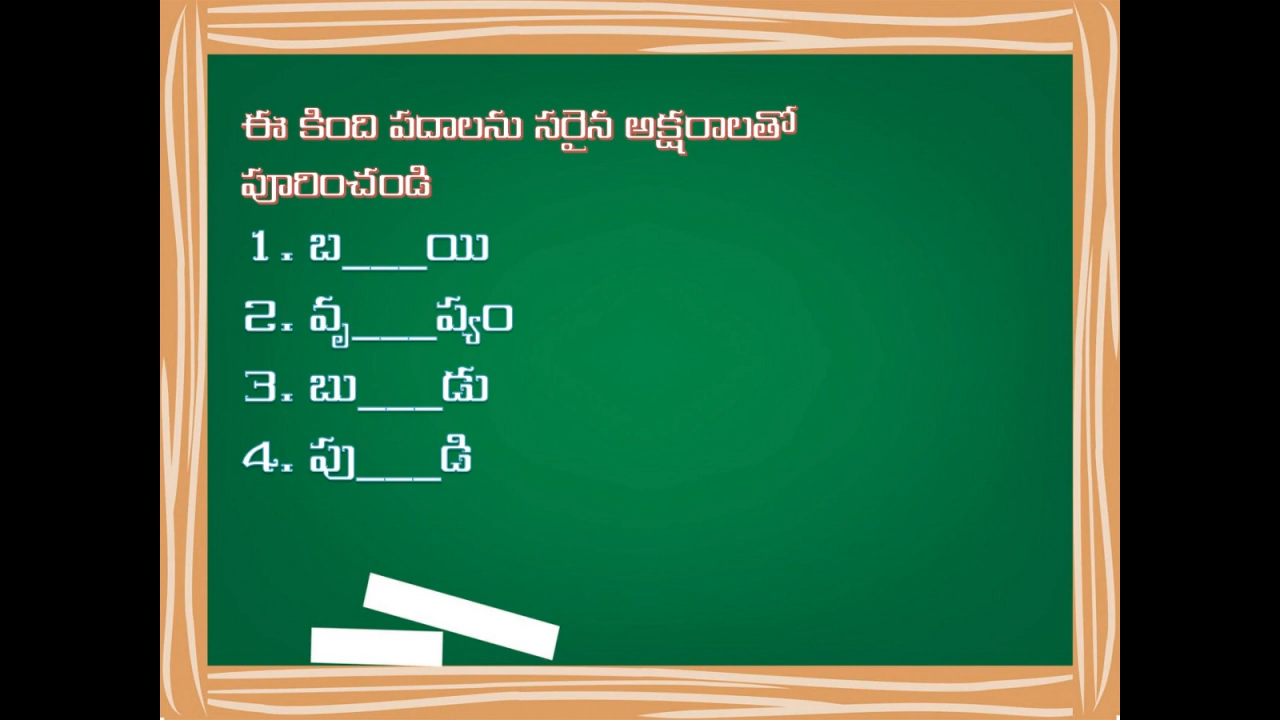 ఈ కింది పదాలను సరైన అక్షరాలతో
పూరించండి
1. బ___యి
2. వృ___ప్యం
3. బు___డు
4. పు___డి